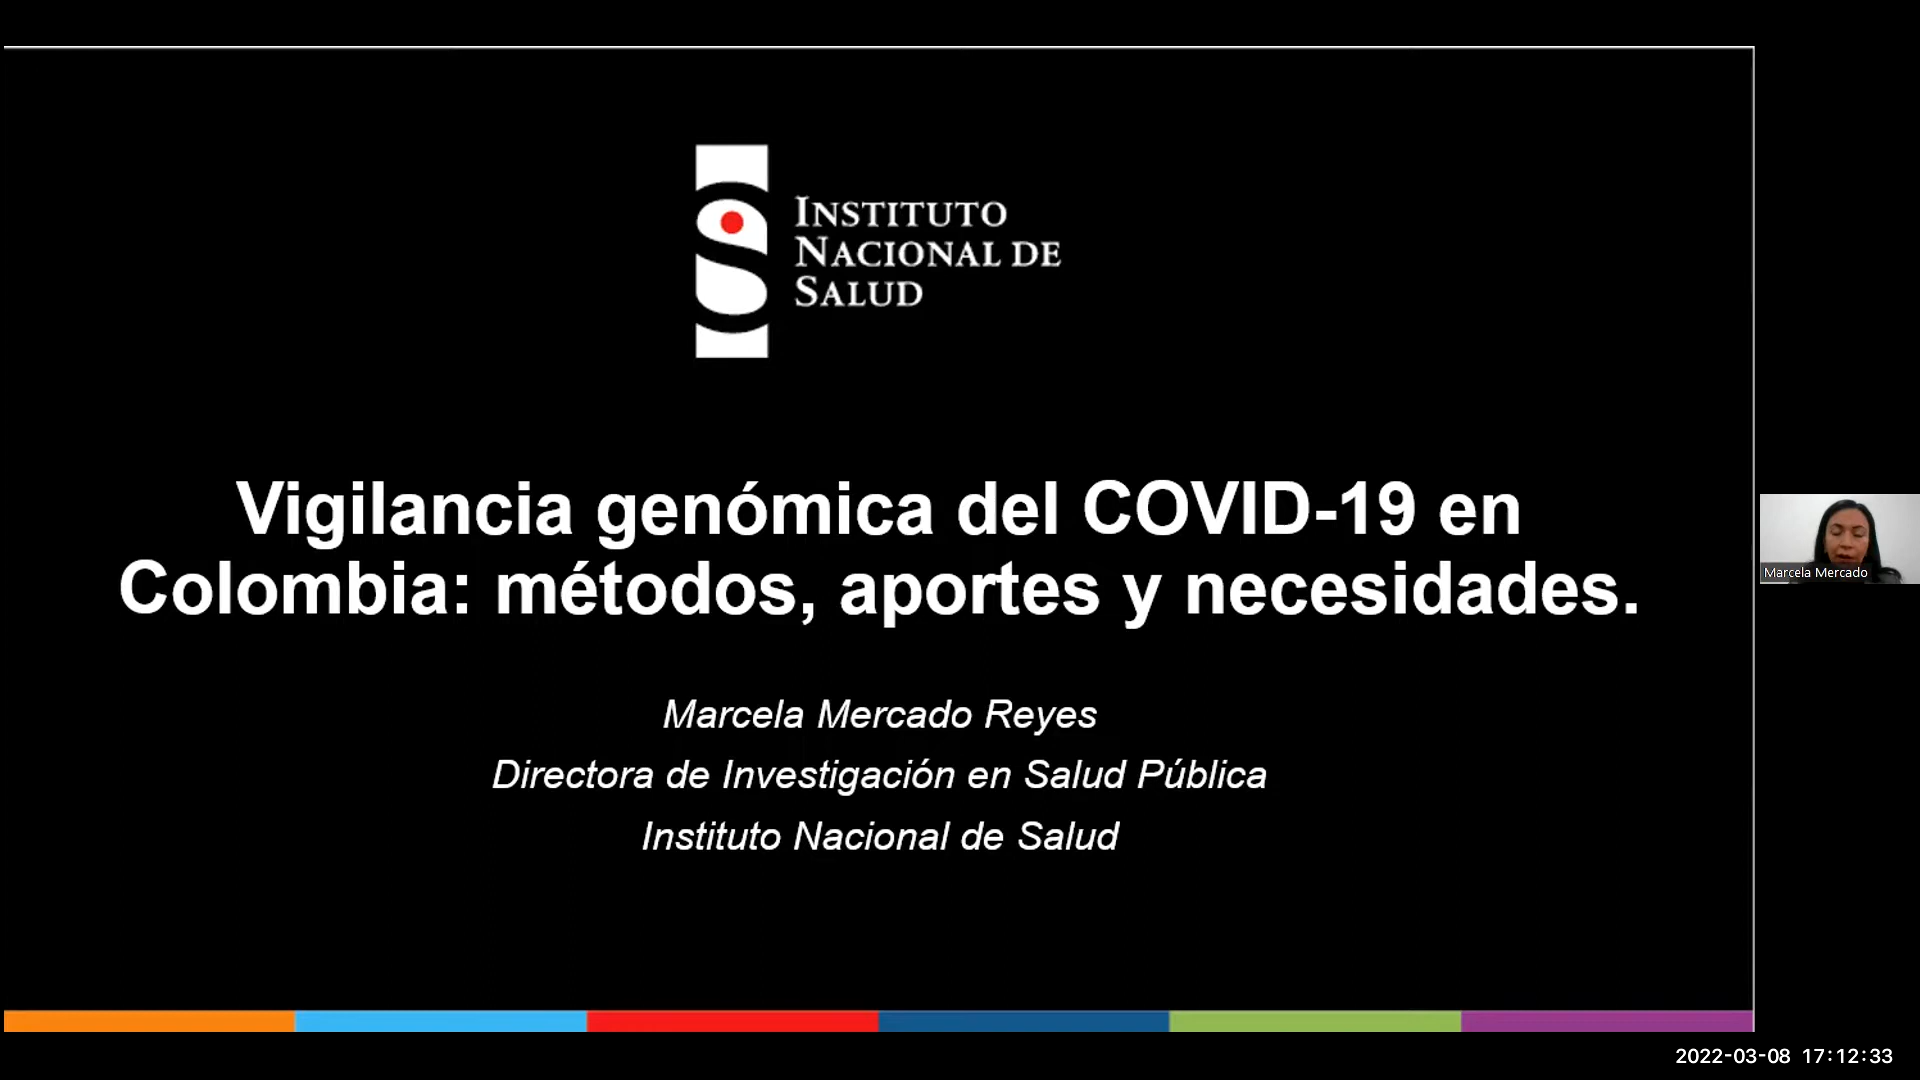 INSTITUTO
NACIONAL DE
SALUD
Vigilancia genómica del COVID-19 en
Colombia: métodos, aportes y necesidades.
Marcela Mercado Reyes
Directora de Investigación en Salud Pública
Instituto Nacional de Salud
Marcela Mercado
2022-03-08 17:12:33